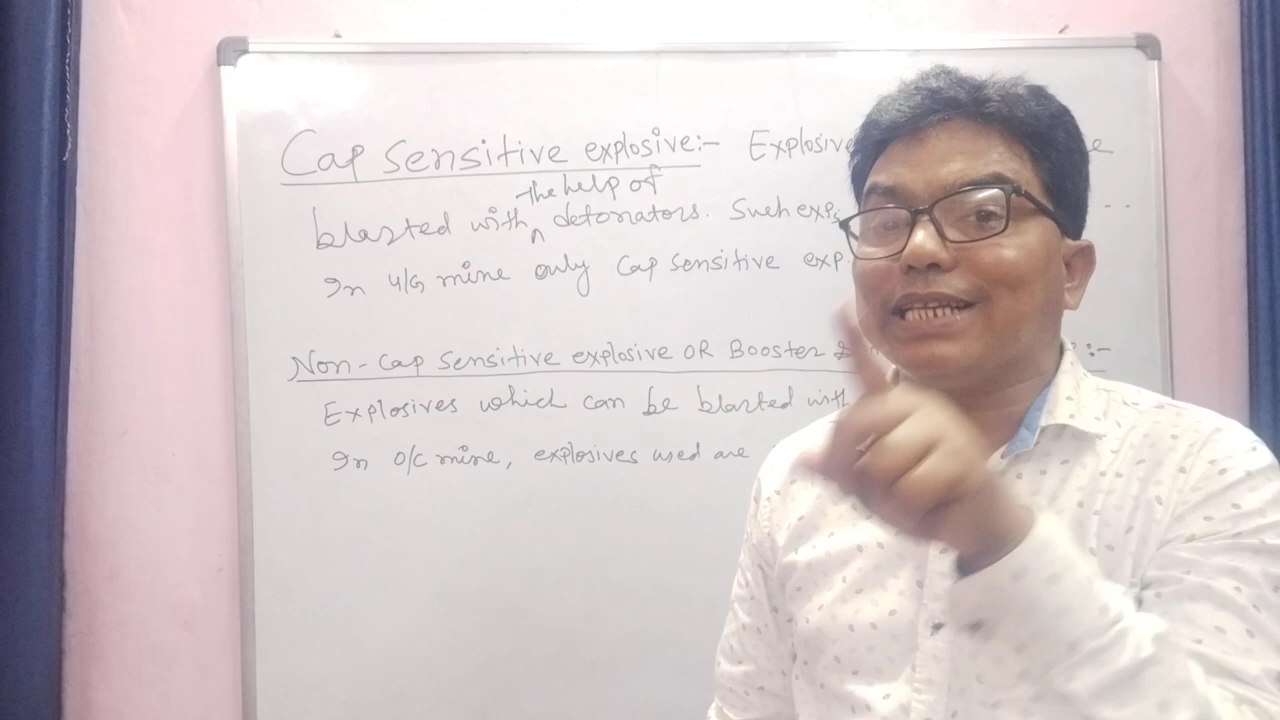 Cap sensitive explosive:- Explosive
the help of
blasted with ^ detonators. Such exp
In U/G mine only Cap sensitive exp.
Non-Cap sensitive explosive OR Booster
Explosives which can be blasted with
In O/C mine, explosives used are